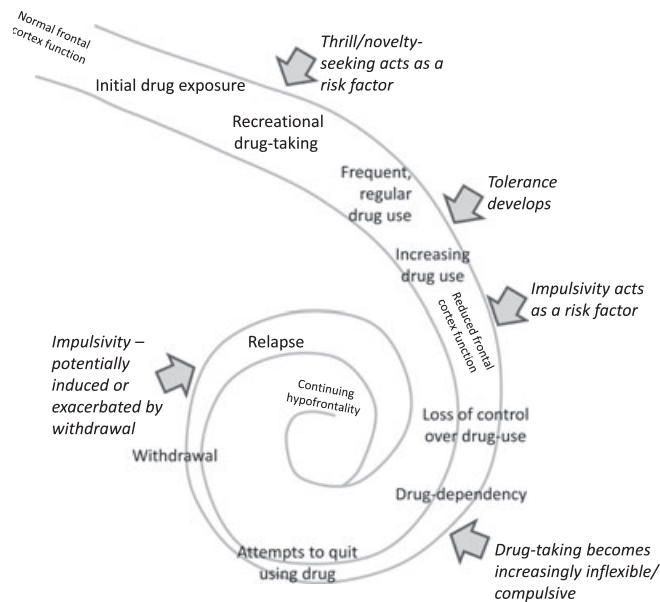 Normal frontal
cortex function
Thrill/novelty-
seeking acts as a
risk factor
Initial drug exposure
Recreational
drug-taking
Frequent,
regular
drug use
Tolerance
develops
Increasing
drug use
Impulsivity acts
as a risk factor
Reduced frontal
cortex function
Impulsivity –
potentially
induced or
exacerbated by
withdrawal
Relapse
Continuing
hypofrontality
Loss of control
over drug-use
Withdrawal
Drug-dependency
Attempts to quit
using drug
Drug-taking becomes
increasingly inflexible/
compulsive